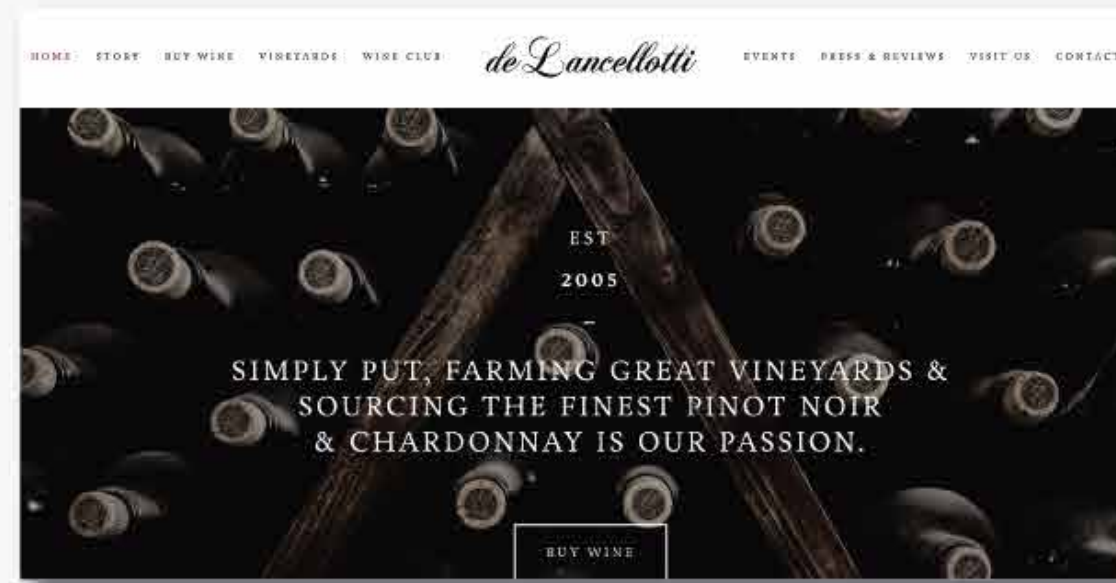 HOME
STORY
BUY WINE
VINEYARDS
WINE CLUB
de Lancellotti
EVENTS
PRESS & REVIEWS
VISIT US
CONTACT
EST
2005
SIMPLY PUT, FARMING GREAT VINEYARDS &
SOURCING THE FINEST PINOT NOIR
& CHARDONNAY IS OUR PASSION.
BUY WINE